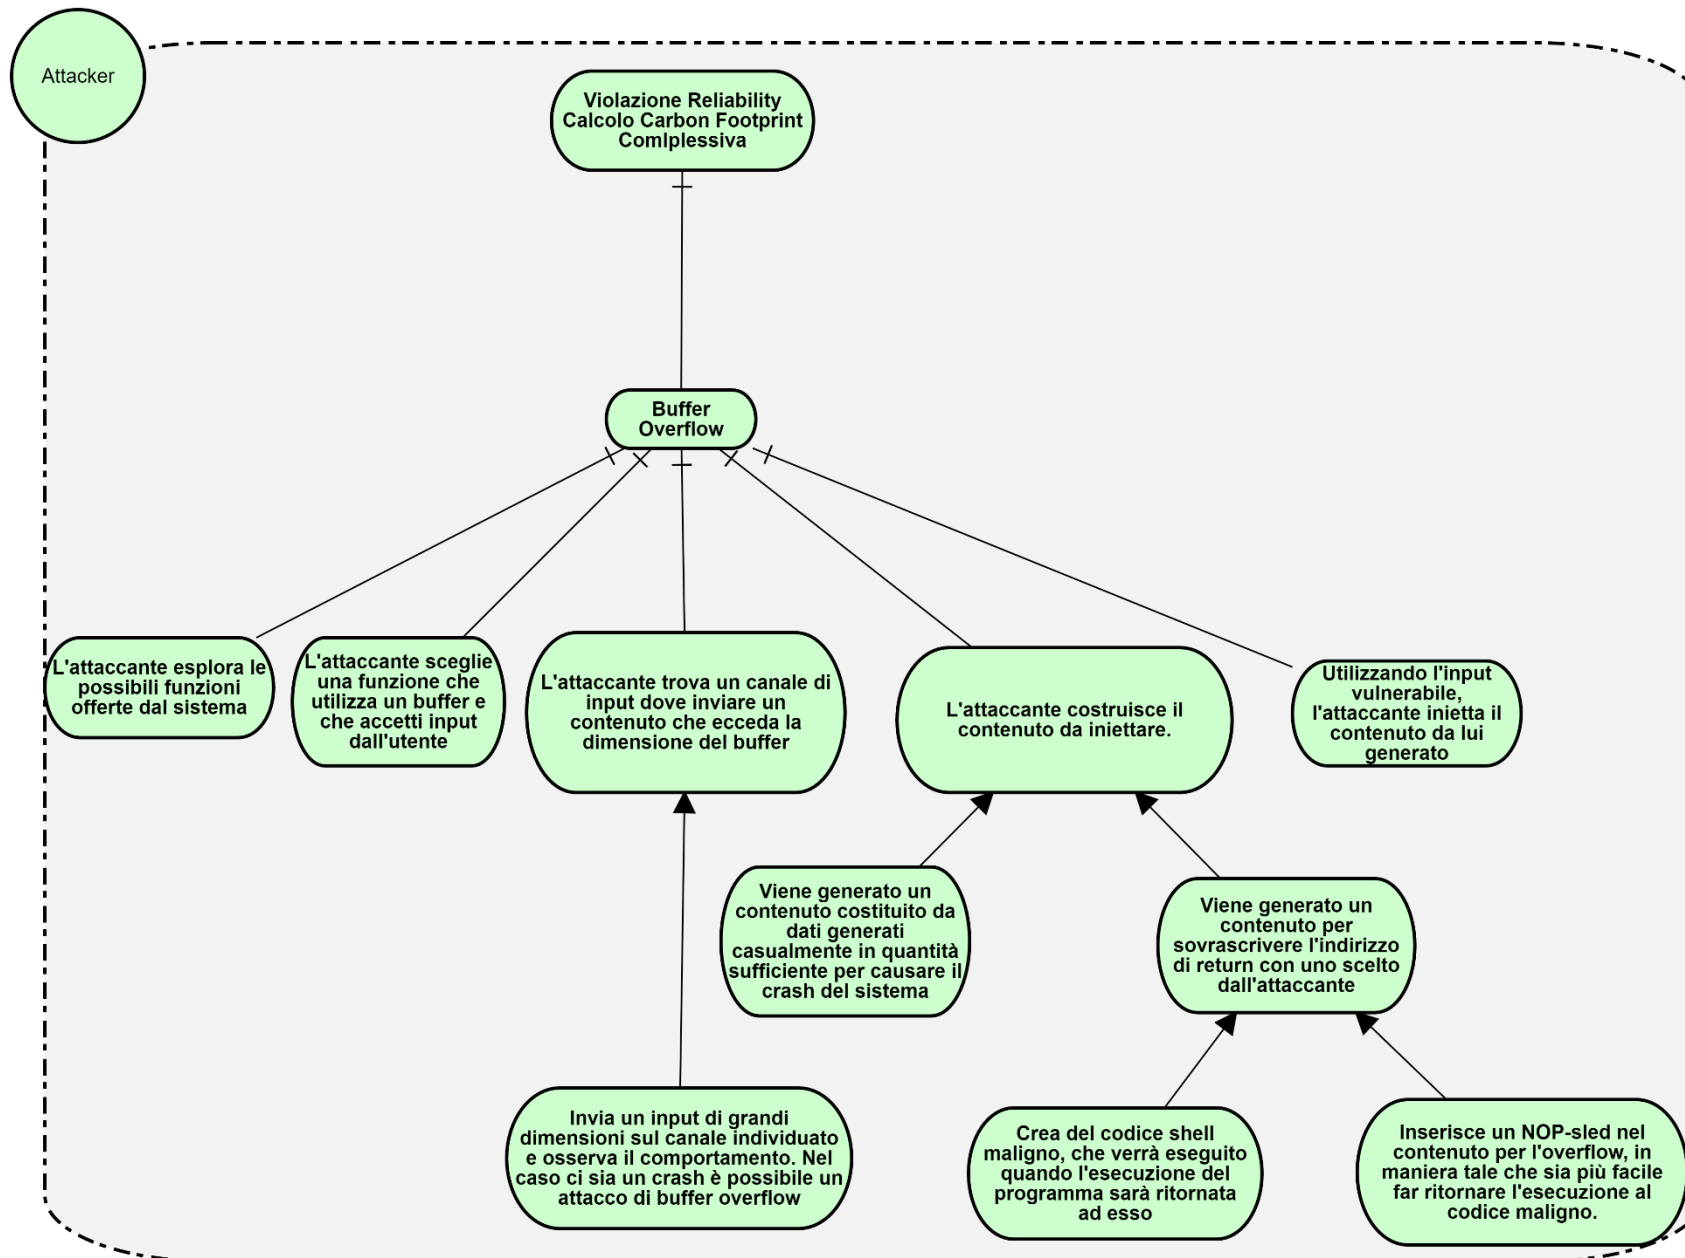 Attacker
Violazione Reliability
Calcolo Carbon Footprint
Comlplessiva
Buffer
Overflow
L'attaccante esplora le
possibili funzioni
offerte dal sistema
L'attaccante sceglie
una funzione che
utilizza un buffer e
che accetti input
dall'utente
L'attaccante trova un canale di
input dove inviare un
contenuto che ecceda la
dimensione del buffer
L'attaccante costruisce il
contenuto da iniettare.
Utilizzando l'input
vulnerabile,
l'attaccante inietta il
contenuto da lui
generato
Viene generato un
contenuto costituito da
dati generati
casualmente in quantità
sufficiente per causare il
crash del sistema
Viene generato un
contenuto per
sovrascrivere l'indirizzo
di return con uno scelto
dall'attaccante
Invia un input di grandi
dimensioni sul canale individuato
e osserva il comportamento. Nel
caso ci sia un crash è possibile un
attacco di buffer overflow
Crea del codice shell
maligno, che verrà eseguito
quando l'esecuzione del
programma sarà ritornata
ad esso
Inserisce un NOP-sled nel
contenuto per l'overflow, in
maniera tale che sia più facile
far ritornare l'esecuzione al
codice maligno.